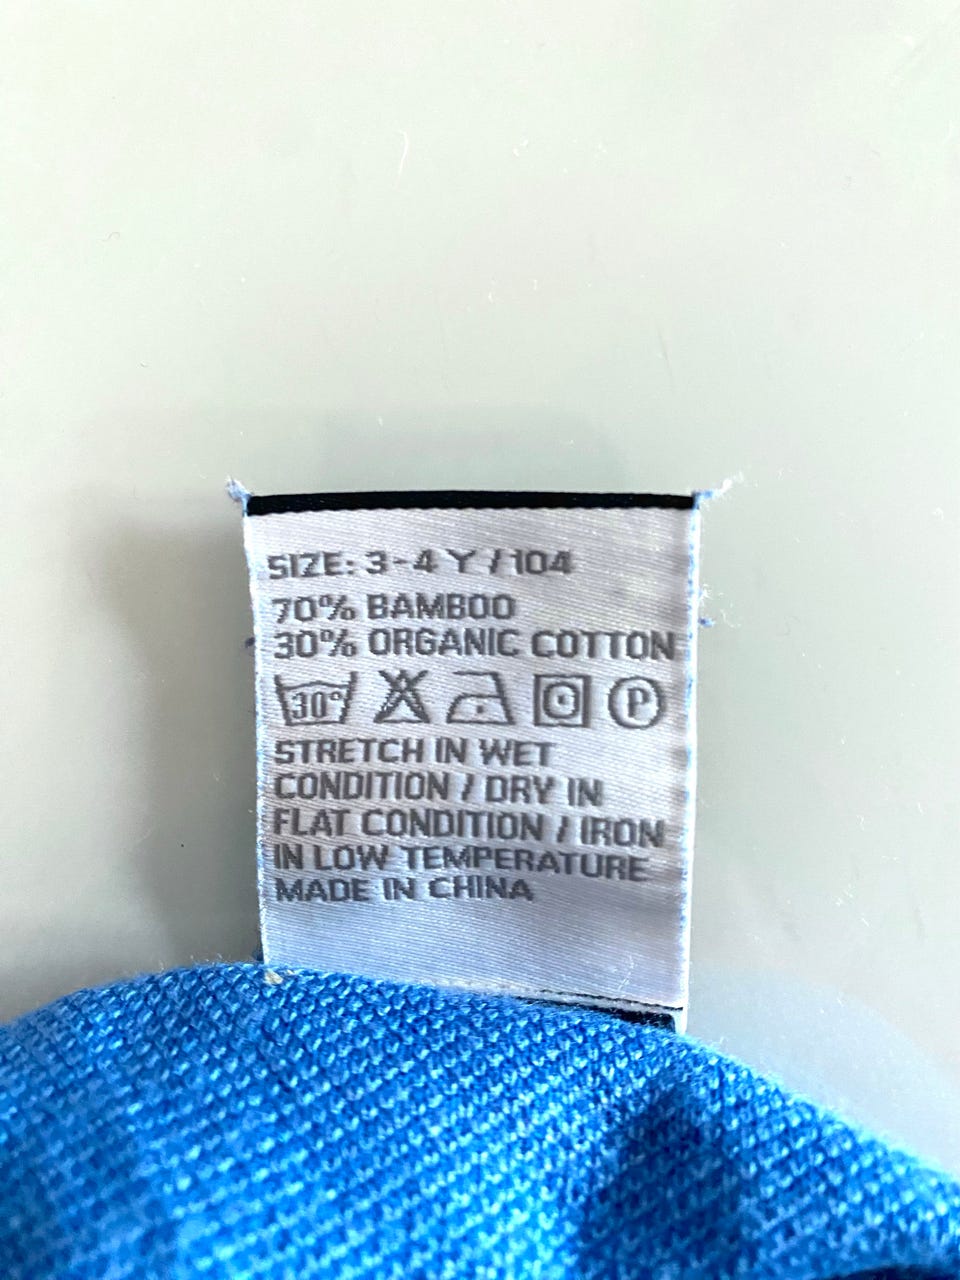 SIZE: 3-4 Y / 104
70% BAMBOO
30% ORGANIC COTTON
30° P
STRETCH IN WET
CONDITION / DRY IN
FLAT CONDITION / IRON
IN LOW TEMPERATURE
MADE IN CHINA